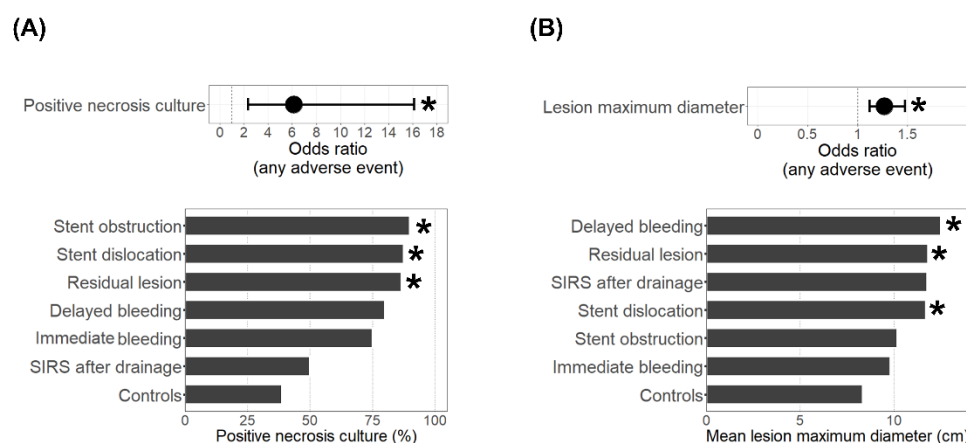 (A)
Positive necrosis culture
*
0 2 4 6 8 10 12 14 16 18
Odds ratio
(any adverse event)
Stent obstruction *
Stent dislocation *
Residual lesion *
Delayed bleeding
Immediate bleeding
SIRS after drainage
Controls
0 25 50 75 100
Positive necrosis culture (%)
(B)
Lesion maximum diameter
*
0 0.5 1 1.5
Odds ratio
(any adverse event)
Delayed bleeding *
Residual lesion *
SIRS after drainage
Stent dislocation *
Stent obstruction
Immediate bleeding
Controls
0 5 10
Mean lesion maximum diameter (cm)